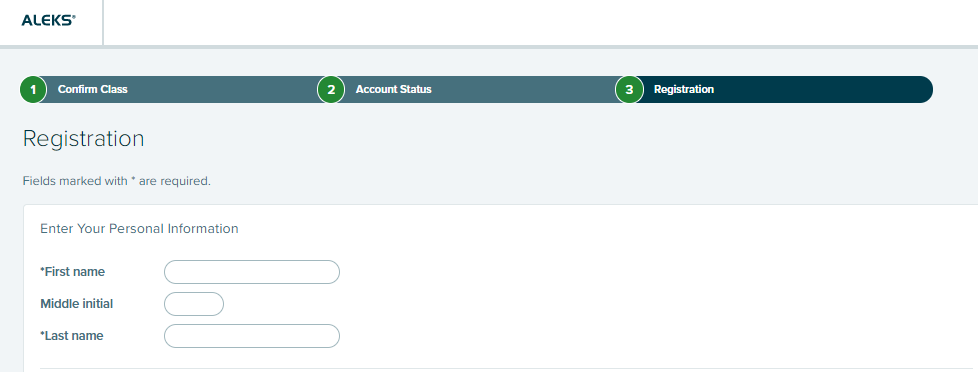 ALEKS®
1 Confirm Class 2 Account Status 3 Registration
Registration
Fields marked with * are required.
Enter Your Personal Information
*First name
Middle initial
*Last name